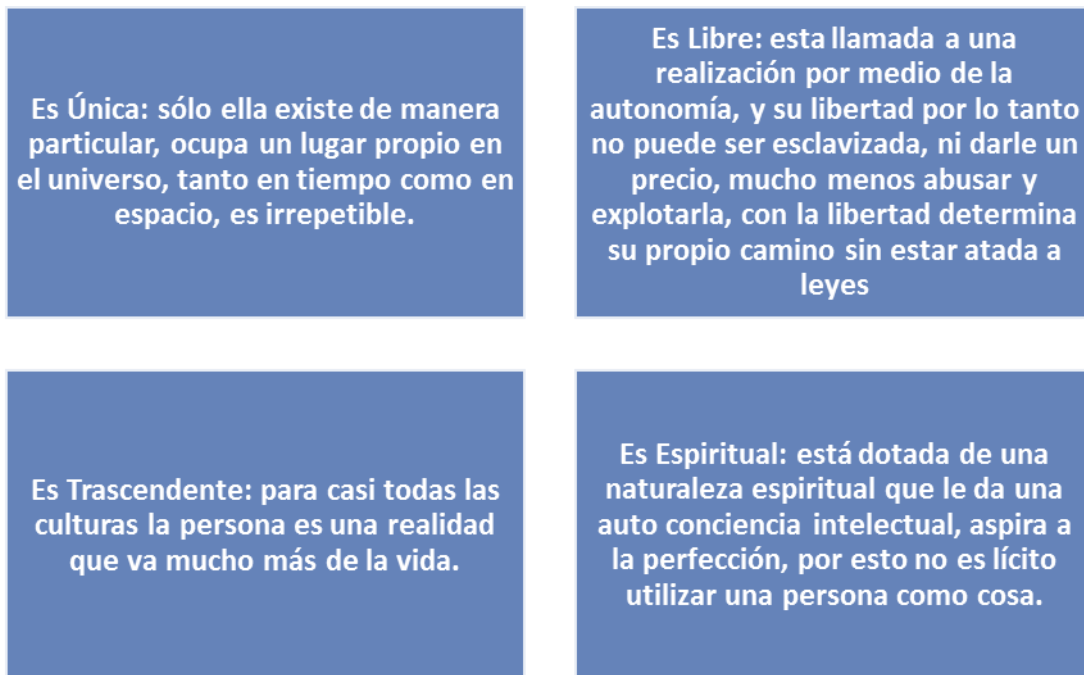 Es Única: sólo ella existe de manera
particular, ocupa un lugar propio en
el universo, tanto en tiempo como en
espacio, es irrepetible.
Es Libre: esta llamada a una
realización por medio de la
autonomía, y su libertad por lo tanto
no puede ser esclavizada, ni darle un
precio, mucho menos abusar y
explotarla, con la libertad determina
su propio camino sin estar atada a
leyes
Es Trascendente: para casi todas las
culturas la persona es una realidad
que va mucho más de la vida.
Es Espiritual: está dotada de una
naturaleza espiritual que le da una
auto conciencia intelectual, aspira a
la perfección, por esto no es lícito
utilizar una persona como cosa.